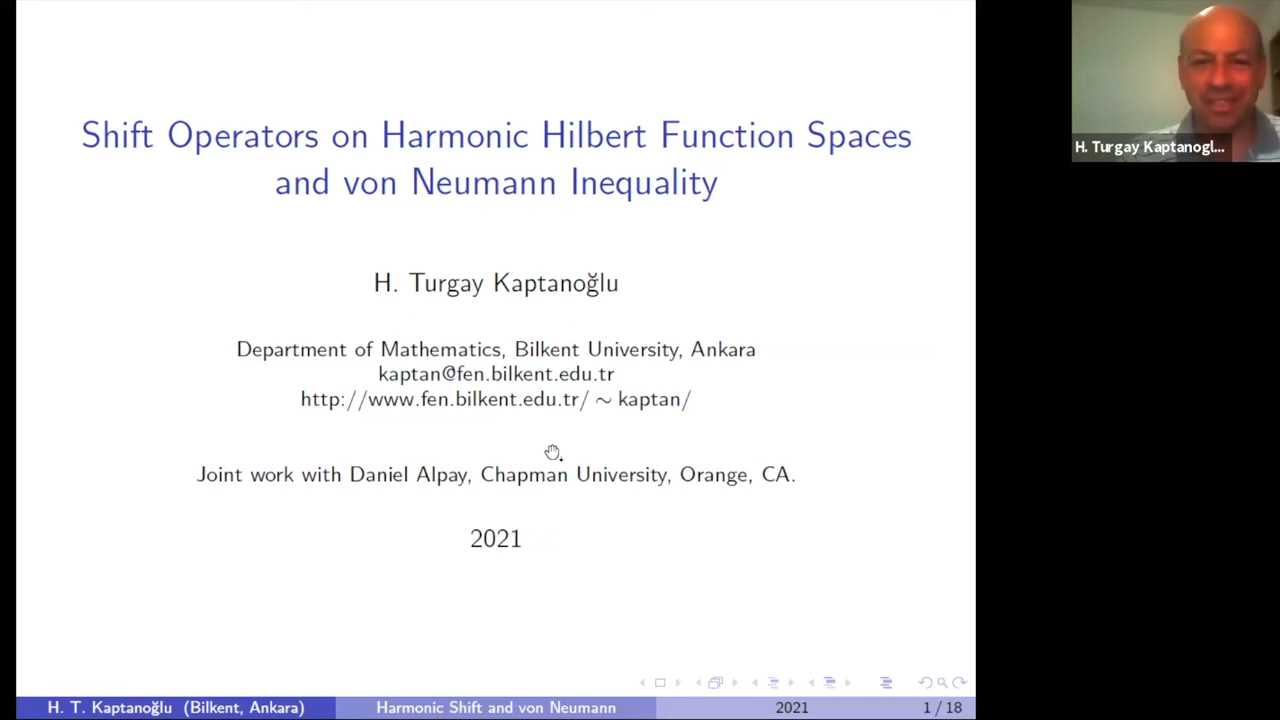 Shift Operators on Harmonic Hilbert Function Spaces
and von Neumann Inequality
H. Turgay Kaptanoğlu
Department of Mathematics, Bilkent University, Ankara
kaptan@fen.bilkent.edu.tr
http://www.fen.bilkent.edu.tr/ ∼ kaptan/
Joint work with Daniel Alpay, Chapman University, Orange, CA.
2021
H. T. Kaptanoğlu (Bilkent, Ankara) Harmonic Shift and von Neumann 2021 1 / 18
H. Turgay Kaptanogl...